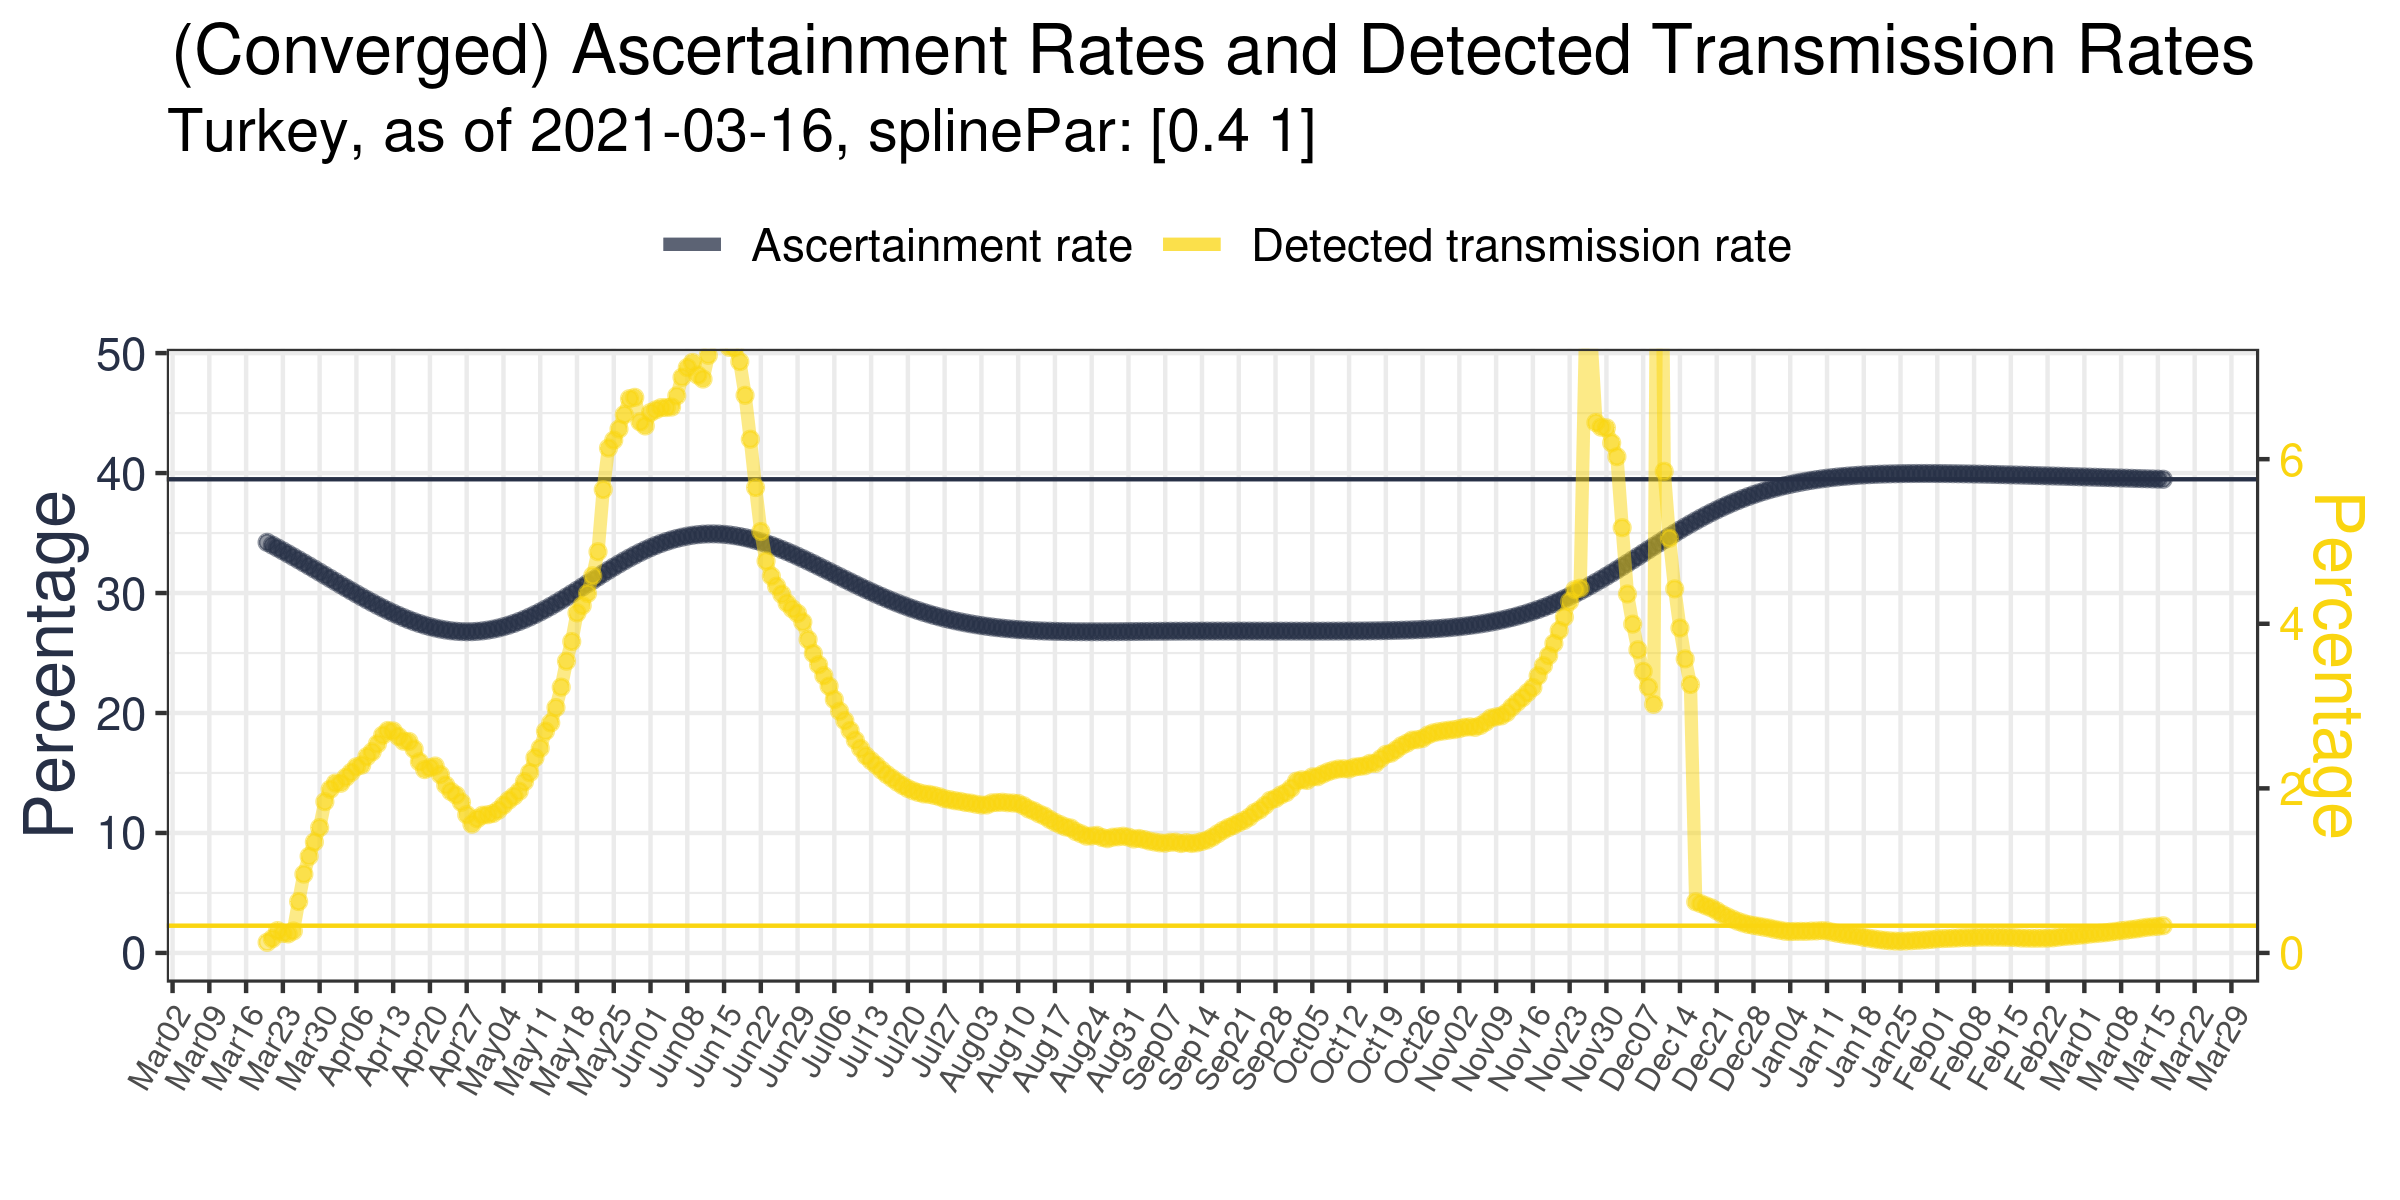 (Converged) Ascertainment Rates and Detected Transmission Rates
Turkey, as of 2021-03-16, splinePar: [0.4 1]
Ascertainment rate
Detected transmission rate
Percentage
50
40
30
20
10
0
6
4
2
0
Percentage
Mar02
Mar09
Mar16
Mar23
Mar30
Apr06
Apr13
Apr20
Apr27
May04
May11
May18
May25
Jun01
Jun08
Jun15
Jun22
Jun29
Jul06
Jul13
Jul20
Jul27
Aug03
Aug10
Aug17
Aug24
Aug31
Sep07
Sep14
Sep21
Sep28
Oct05
Oct12
Oct19
Oct26
Nov02
Nov09
Nov16
Nov23
Nov30
Dec07
Dec14
Dec21
Dec28
Jan04
Jan11
Jan18
Jan25
Feb01
Feb08
Feb15
Feb22
Mar01
Mar08
Mar15
Mar22
Mar29